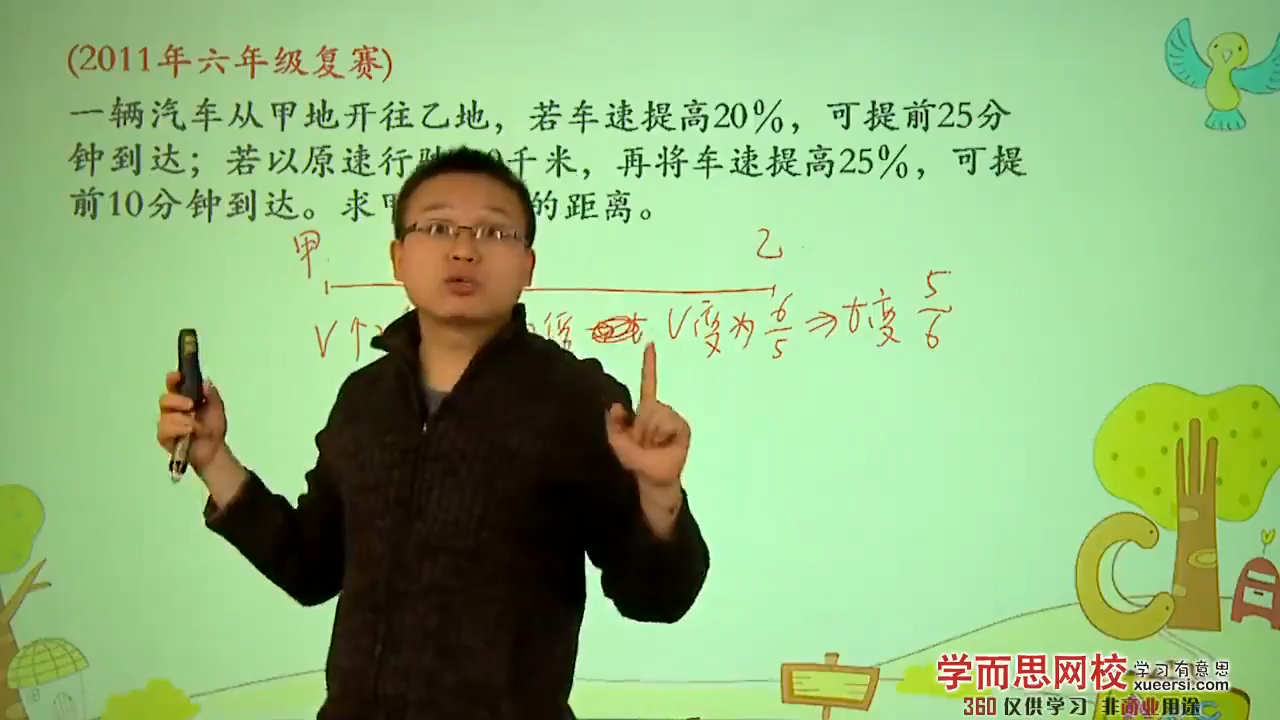 (2011年六年级复赛)
一辆汽车从甲地开往乙地，若车速提高20%，可提前25分
钟到达；若以原速行驶 0千米，再将车速提高25%，可提
前10分钟到达。求 的距离。
甲 乙
V↑ V变为 6/5 ⇒ t变 5/6
学而思网校 学习有意思
xueersi.com
360 仅供学习 非商业用途